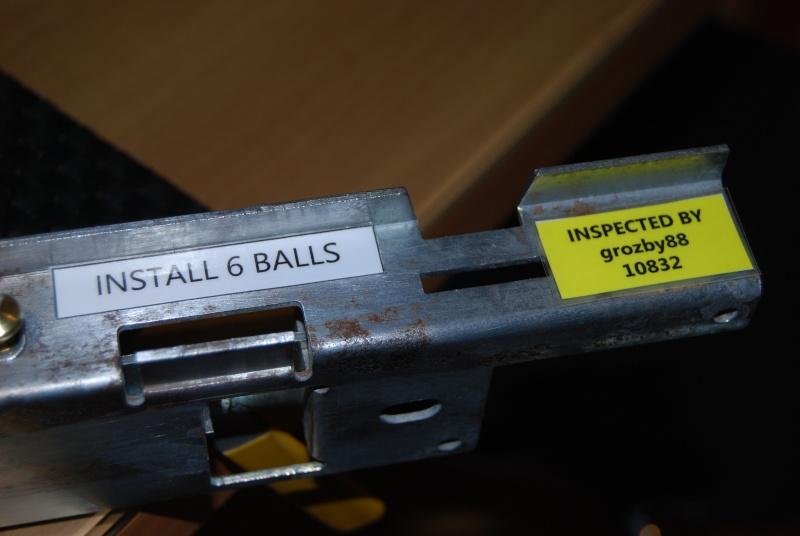 INSTALL 6 BALLS
INSPECTED BY
grozby88
10832